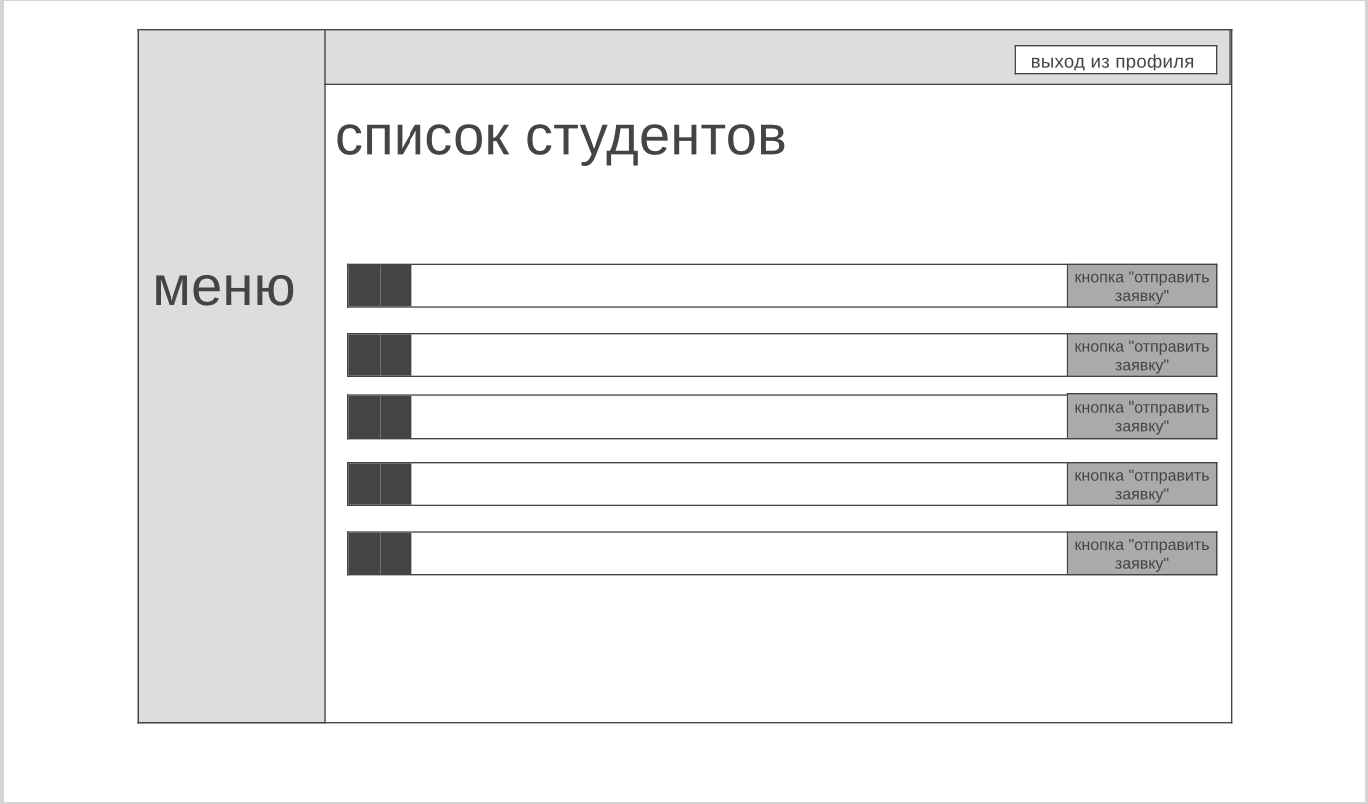 выход из профиля
список студентов
меню
кнопка "отправить
заявку"
кнопка "отправить
заявку"
кнопка "отправить
заявку"
кнопка "отправить
заявку"
кнопка "отправить
заявку"